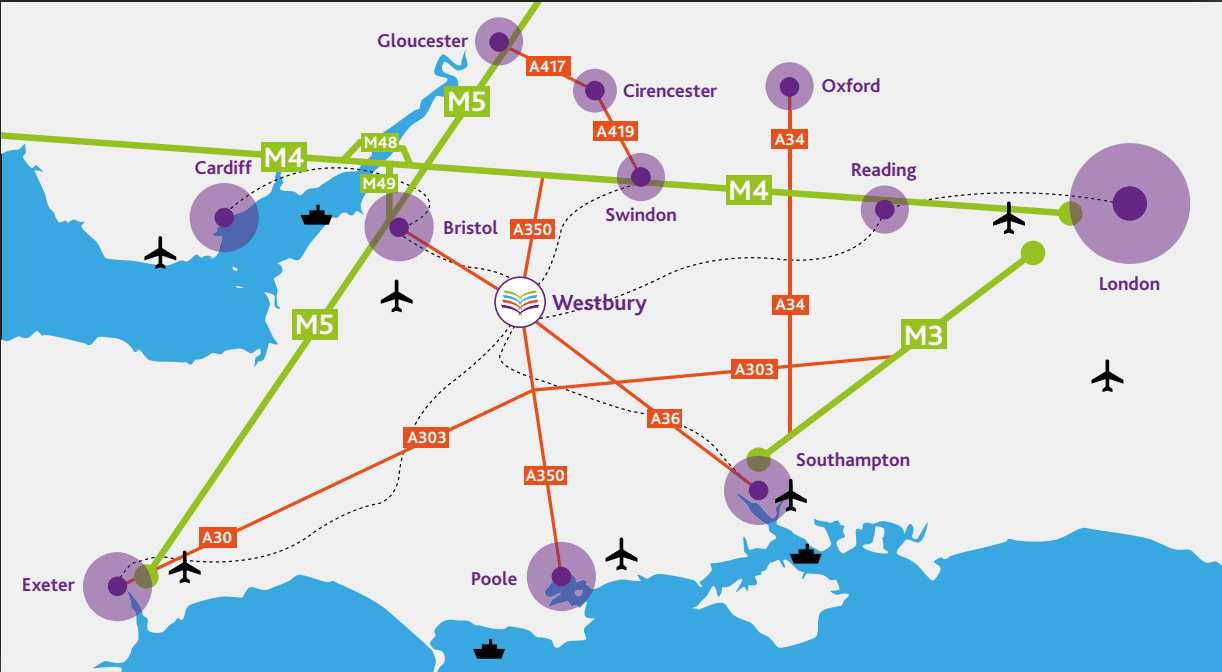 Gloucester
A417
Cirencester
Oxford
M5
A419
A34
M48
M4
Cardiff
M49
Reading
M4
Swindon
Bristol
A350
London
Westbury
A34
M5
M3
A303
A36
A303
Southampton
A350
A30
Exeter
Poole